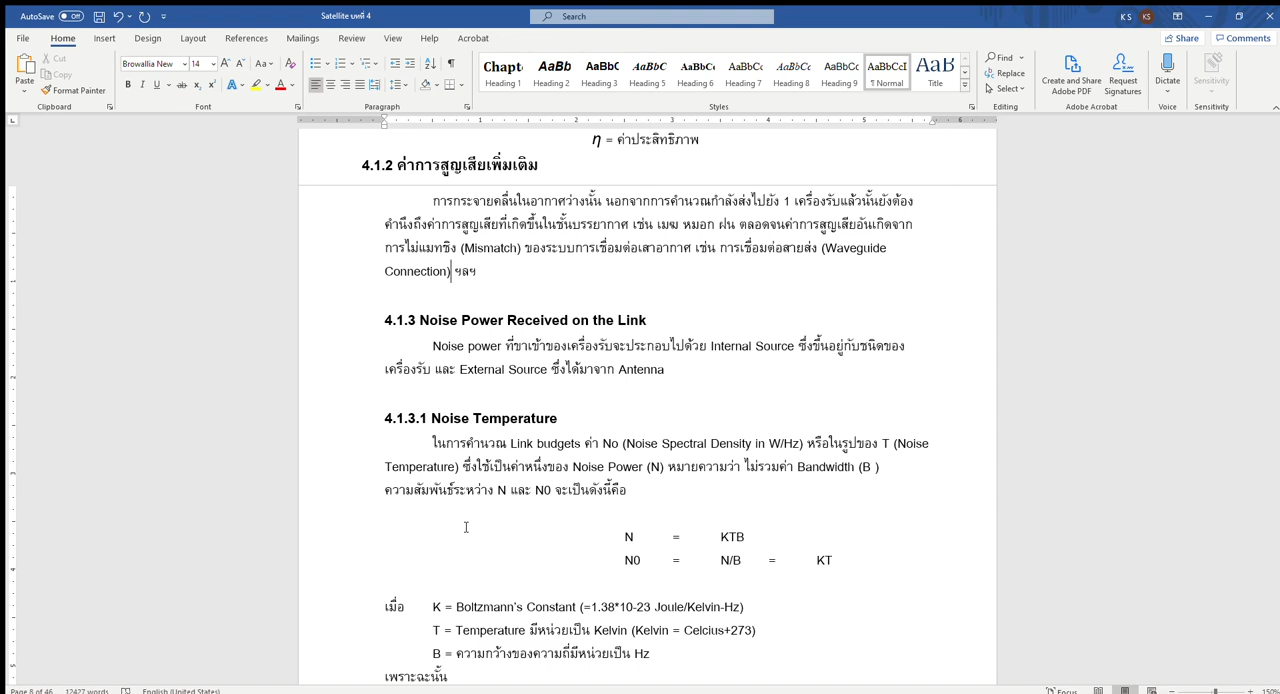 AutoSave Off Satellite บทที่ 4 Search K S KS
File Home Insert Design Layout References Mailings Review View Help Acrobat Share Comments
Paste Cut Copy Format Painter
Browallia New 14
Chapt AaBb AaBbC AaBbC AaBbCc AaBbCc AaBbCc AaBbCc AaBbCcI AaB
Heading 1 Heading 2 Heading 3 Heading 5 Heading 6 Heading 7 Heading 8 Heading 9 ¶ Normal Title
Find Replace Select
Create and Share Adobe PDF Request Signatures Dictate Sensitivity
Clipboard Font Paragraph Styles Editing Adobe Acrobat Voice Sensitivity
η = ค่าประสิทธิภาพ
4.1.2 ค่าการสูญเสียเพิ่มเติม
การกระจายคลื่นในอากาศว่างนั้น นอกจากการคำนวณกำลังส่งไปยัง 1 เครื่องรับแล้วนั้นยังต้อง
คำนึงถึงค่าการสูญเสียที่เกิดขึ้นในชั้นบรรยากาศ เช่น เมฆ หมอก ฝน ตลอดจนค่าการสูญเสียอันเกิดจาก
การไม่แมทชิง (Mismatch) ของระบบการเชื่อมต่อเสาอากาศ เช่น การเชื่อมต่อสายส่ง (Waveguide
Connection) ฯลฯ
4.1.3 Noise Power Received on the Link
Noise power ที่ขาเข้าของเครื่องรับจะประกอบไปด้วย Internal Source ซึ่งขึ้นอยู่กับชนิดของ
เครื่องรับ และ External Source ซึ่งได้มาจาก Antenna
4.1.3.1 Noise Temperature
ในการคำนวณ Link budgets ค่า No (Noise Spectral Density in W/Hz) หรือในรูปของ T (Noise
Temperature) ซึ่งใช้เป็นค่าหนึ่งของ Noise Power (N) หมายความว่า ไม่รวมค่า Bandwidth (B )
ความสัมพันธ์ระหว่าง N และ N0 จะเป็นดังนี้คือ
N = KTB
N0 = N/B = KT
เมื่อ K = Boltzmann's Constant (=1.38*10-23 Joule/Kelvin-Hz)
T = Temperature มีหน่วยเป็น Kelvin (Kelvin = Celcius+273)
B = ความกว้างของความถี่มีหน่วยเป็น Hz
เพราะฉะนั้น
Page 8 of 46 12427 words English (United States) Focus 150%